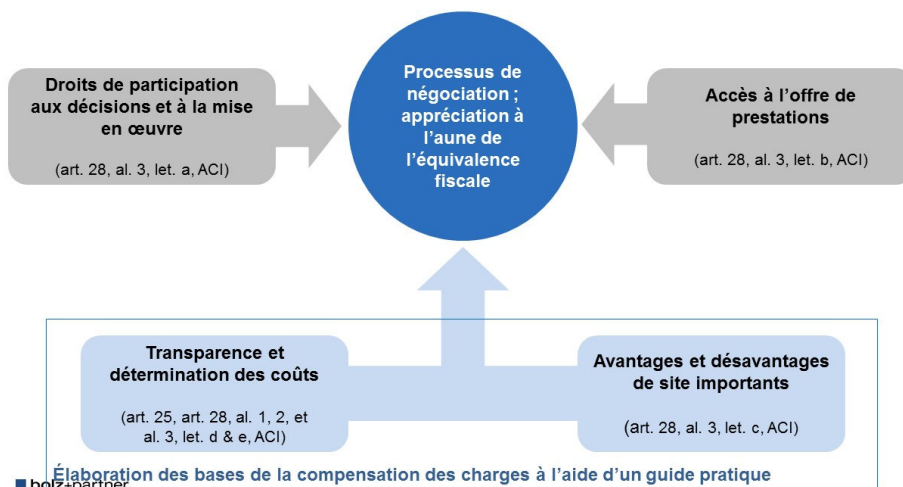 Droits de participation
aux décisions et à la mise
en œuvre
(art. 28, al. 3, let. a, ACI)
Processus de
négociation ;
appréciation à
l'aune de
l'équivalence
fiscale
Accès à l'offre de
prestations
(art. 28, al. 3, let. b, ACI)
Transparence et
détermination des coûts
(art. 25, art. 28, al. 1, 2, et
al. 3, let. d & e, ACI)
Avantages et désavantages
de site importants
(art. 28, al. 3, let. c, ACI)
Élaboration des bases de la compensation des charges à l'aide d'un guide pratique
bolz+partner